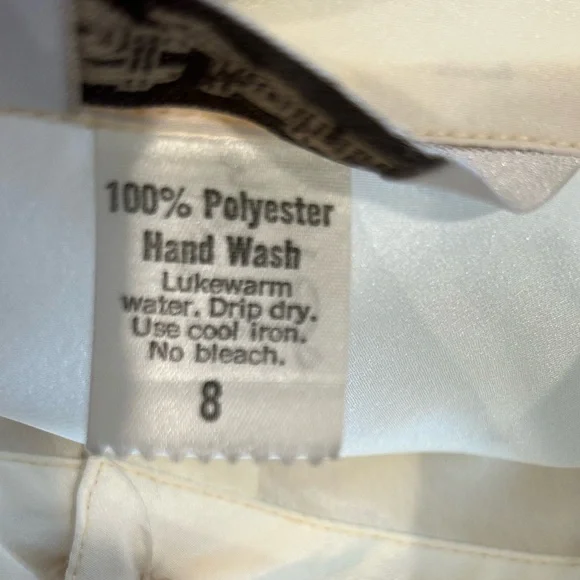 100% Polyester
Hand Wash
Lukewarm
water. Drip dry.
Use cool iron.
No bleach.
8